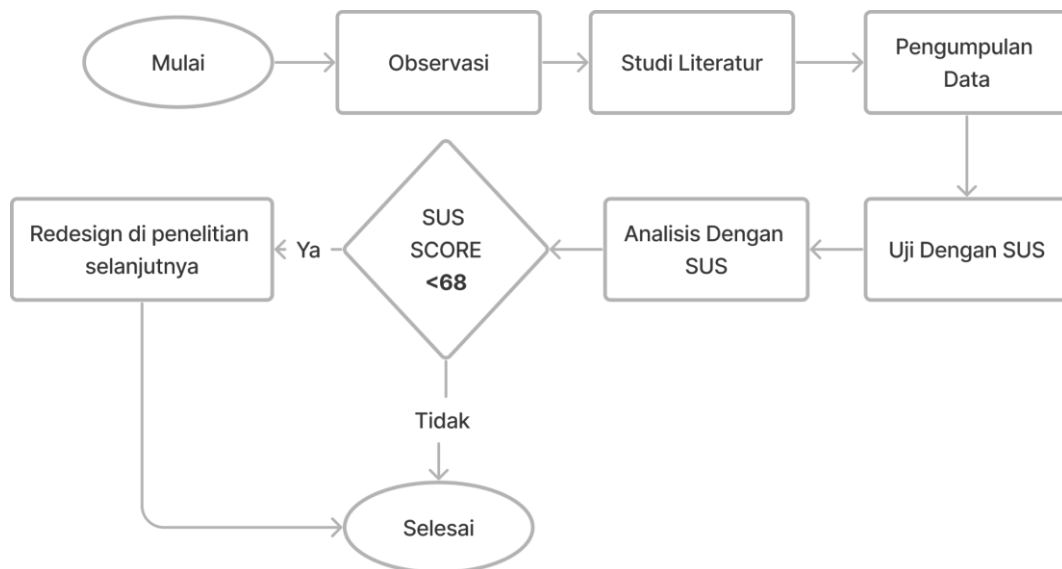 Mulai
Observasi
Studi Literatur
Pengumpulan
Data
Uji Dengan SUS
Analisis Dengan
SUS
SUS
SCORE
<68
Ya
Redesign di penelitian
selanjutnya
Tidak
Selesai